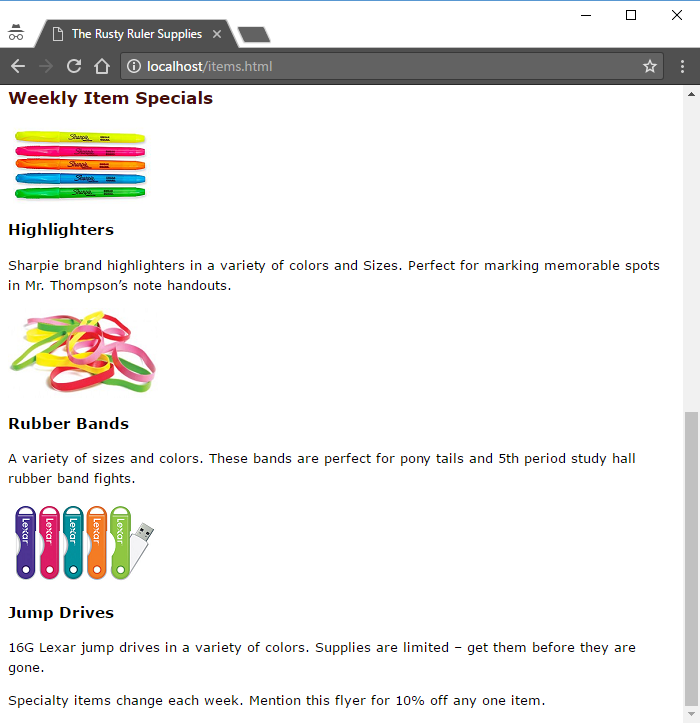 The Rusty Ruler Supplies
localhost/items.html
Weekly Item Specials
Sharpie
Sharpie
Sharpie
Sharpie
Sharpie
Highlighters
Sharpie brand highlighters in a variety of colors and Sizes. Perfect for marking memorable spots
in Mr. Thompson’s note handouts.
Rubber Bands
A variety of sizes and colors. These bands are perfect for pony tails and 5th period study hall
rubber band fights.
Lexar Lexar Lexar Lexar Lexar
Jump Drives
16G Lexar jump drives in a variety of colors. Supplies are limited – get them before they are
gone.
Specialty items change each week. Mention this flyer for 10% off any one item.